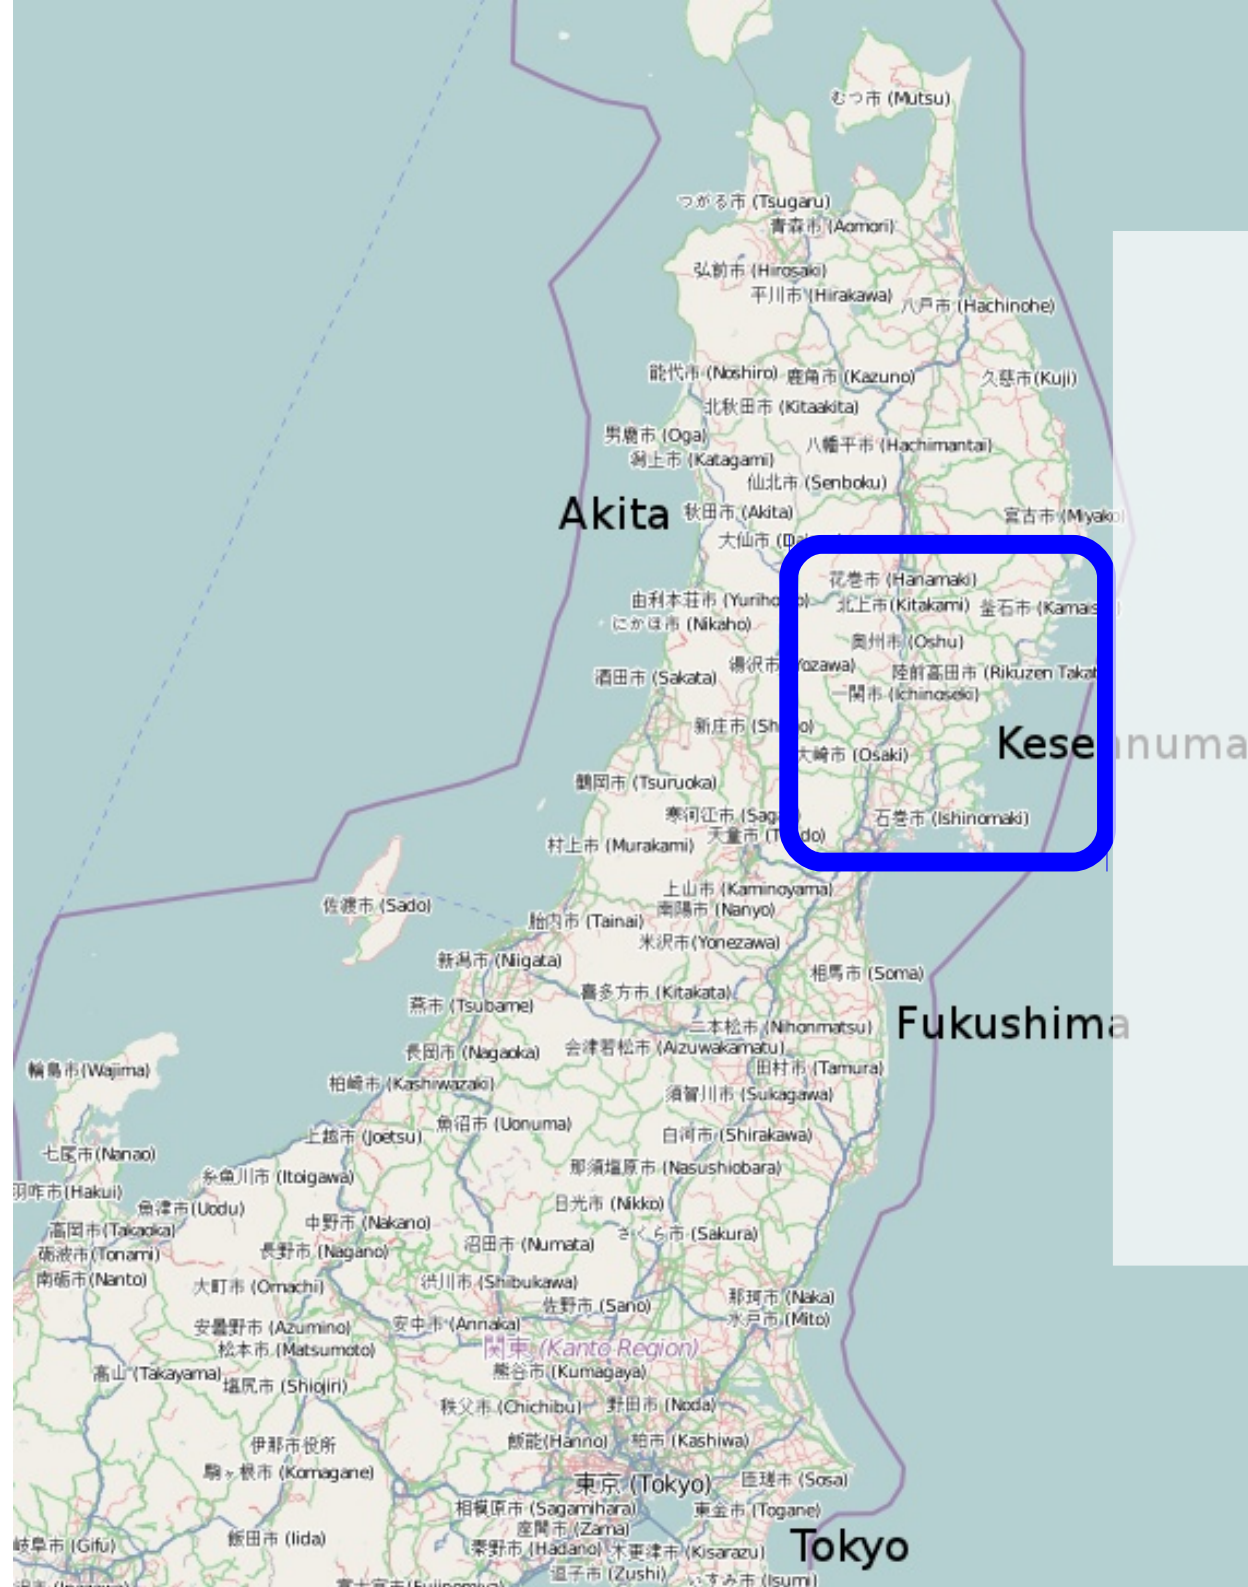 むつ市 (Mutsu)
つがる市 (Tsugaru)
青森市 (Aomori)
弘前市 (Hirosaki)
平川市 (Hirakawa)
八戸市 (Hachinohe)
能代市 (Noshiro) 鹿角市 (Kazuno)
久慈市(Kuji)
北秋田市 (Kitaakita)
男鹿市 (Oga)
八幡平市 (Hachimantai)
潟上市 (Katagami)
仙北市 (Senboku)
Akita 秋田市 (Akita)
宮古市 (Miyako)
大仙市
花巻市 (Hanamaki)
由利本荘市 (Yuriho
北上市(Kitakami) 釜石市 (Kamais
にかほ市 (Nikaho)
奥州市 (Oshu)
湯沢市 Yozawa)
陸前高田市 (Rikuzen Takat
酒田市 (Sakata)
一関市 (Ichinoseki)
新庄市 (Sh
Kesennuma
大崎市 (Osaki)
鶴岡市 (Tsuruoka)
寒河江市 (Saga
石巻市 (Ishinomaki)
天童市 (T do)
村上市 (Murakami)
上山市 (Kaminoyama)
佐渡市 (Sado)
南陽市 (Nanyo)
胎内市 (Tainai)
米沢市(Yonezawa)
新潟市 (Niigata)
相馬市 (Soma)
喜多方市 (Kitakata)
燕市 (Tsubame)
二本松市 (Nihonmatsu)
Fukushima
長岡市 (Nagaoka)
会津若松市 (Aizuwakamatu)
輪島市(Wajima)
田村市 (Tamura)
柏崎市 (Kashiwazaki)
須賀川市 (Sukagawa)
魚沼市 (Uonuma)
上越市 (Joetsu)
白河市 (Shirakawa)
七尾市(Nanao)
那須塩原市 (Nasushiobara)
糸魚川市 (Itoigawa)
羽咋市(Hakui)
日光市 (Nikko)
魚津市(Uodu)
中野市 (Nakano)
高岡市(Takaoka)
さくら市 (Sakura)
沼田市 (Numata)
砺波市(Tonami)
長野市 (Nagano)
南砺市(Nanto)
大町市 (Omachi)
渋川市 (Shibukawa)
那珂市 (Naka)
佐野市 (Sano)
水戸市 (Mito)
安曇野市 (Azumino)
安中市 (Annaka)
松本市 (Matsumoto)
関東 (Kanto Region)
高山 (Takayama)
熊谷市 (Kumagaya)
塩尻市 (Shiojiri)
秩父市 (Chichibu)
野田市 (Noda)
伊那市役所
飯能(Hanno)
柏市 (Kashiwa)
駒ヶ根市 (Komagane)
東京 (Tokyo)
匝瑳市 (Sosa)
相模原市 (Sagamihara)
東金市 (Togane)
座間市 (Zama)
飯田市 (Iida)
岐阜市 (Gifu)
秦野市 (Hadano)
木更津市 (Kisarazu)
Tokyo
逗子市 (Zushi)
いすみ市 (Isumi)
富士宮市(Fujinomiya)